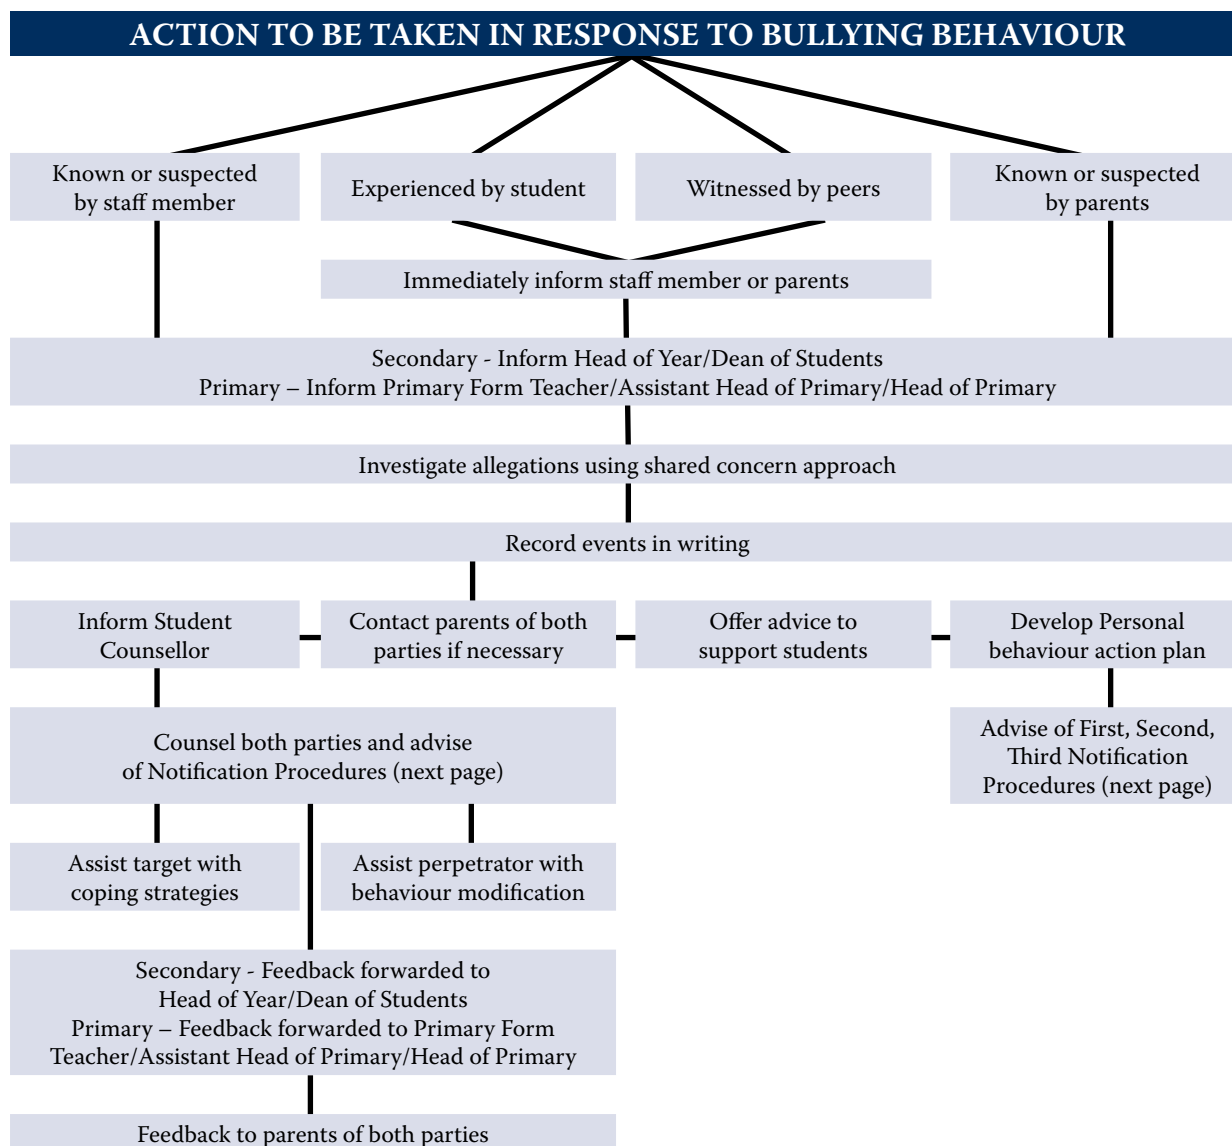 ACTION TO BE TAKEN IN RESPONSE TO BULLYING BEHAVIOUR
Known or suspected
by staff member
Experienced by student
Witnessed by peers
Known or suspected
by parents
Immediately inform staff member or parents
Secondary - Inform Head of Year/Dean of Students
Primary – Inform Primary Form Teacher/Assistant Head of Primary/Head of Primary
Investigate allegations using shared concern approach
Record events in writing
Inform Student
Counsellor
Contact parents of both
parties if necessary
Offer advice to
support students
Develop Personal
behaviour action plan
Counsel both parties and advise
of Notification Procedures (next page)
Advise of First, Second,
Third Notification
Procedures (next page)
Assist target with
coping strategies
Assist perpetrator with
behaviour modification
Secondary - Feedback forwarded to
Head of Year/Dean of Students
Primary – Feedback forwarded to Primary Form
Teacher/Assistant Head of Primary/Head of Primary
Feedback to parents of both parties